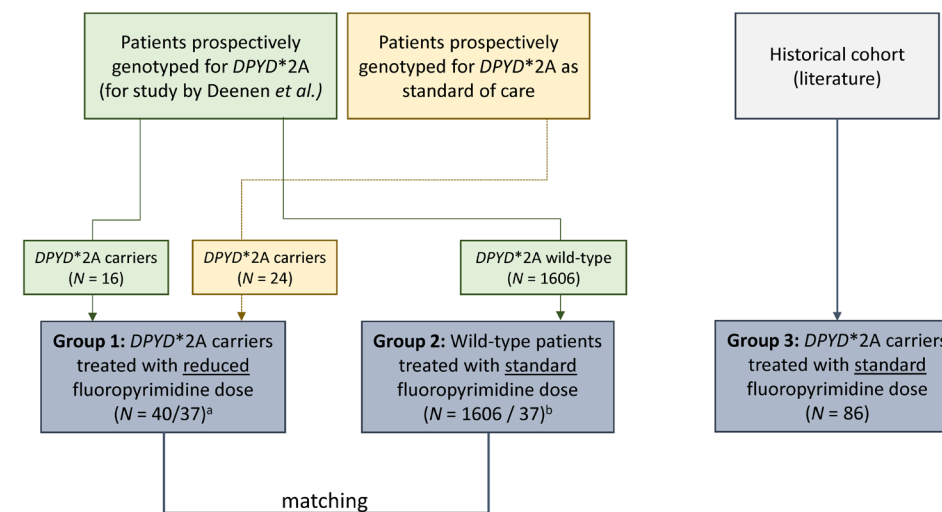 Patients prospectively
genotyped for DPYD*2A
(for study by Deenen et al.)
Patients prospectively
genotyped for DPYD*2A as
standard of care
Historical cohort
(literature)
DPYD*2A carriers
(N = 16)
DPYD*2A carriers
(N = 24)
DPYD*2A wild-type
(N = 1606)
Group 1: DPYD*2A carriers
treated with reduced
fluoropyrimidine dose
(N = 40/37)a
Group 2: Wild-type patients
treated with standard
fluoropyrimidine dose
(N = 1606 / 37)b
Group 3: DPYD*2A carriers
treated with standard
fluoropyrimidine dose
(N = 86)
matching